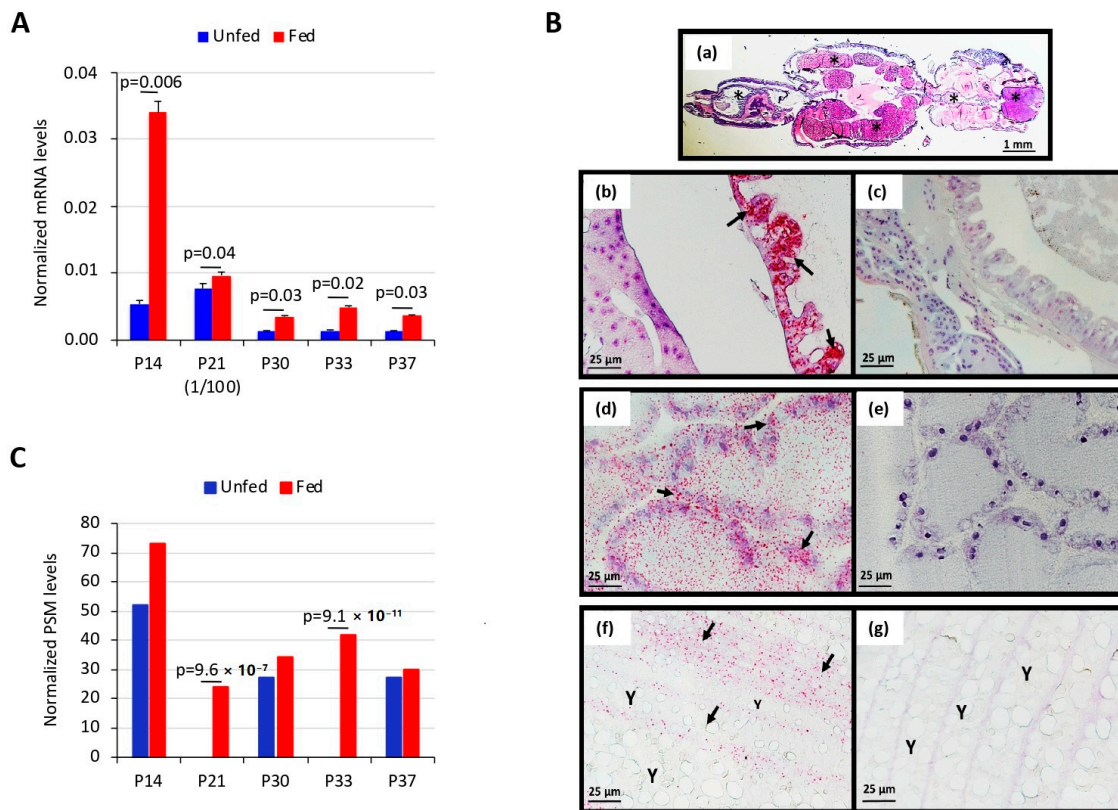 A
Unfed Fed
Normalized mRNA levels
0.04
0.03
0.02
0.01
0.00
p=0.006
p=0.04
p=0.03
p=0.02
p=0.03
P14 P21 P30 P33 P37
(1/100)
C
Unfed Fed
Normalized PSM levels
80
70
60
50
40
30
20
10
0
p=9.6 × 10⁻⁷
p=9.1 × 10⁻¹¹
P14 P21 P30 P33 P37
B
(a)
* * * * *
1 mm
(b)
25 µm
(c)
25 µm
(d)
25 µm
(e)
25 µm
(f)
Y Y
Y
25 µm
(g)
Y
Y
Y
25 µm